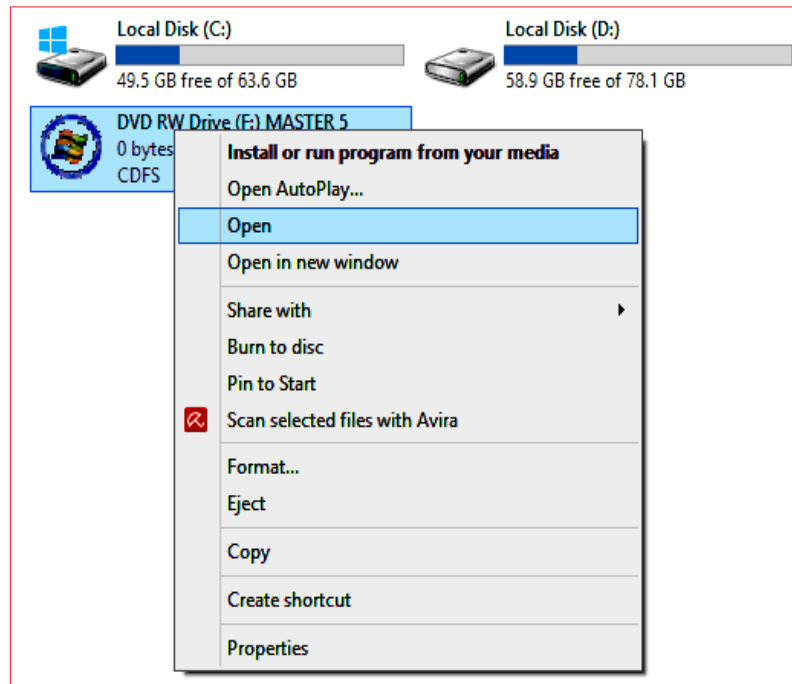 Local Disk (C:)
49.5 GB free of 63.6 GB
Local Disk (D:)
58.9 GB free of 78.1 GB
DVD RW Drive (F:) MASTER 5
0 bytes
CDFS
Install or run program from your media
Open AutoPlay...
Open
Open in new window
Share with
Burn to disc
Pin to Start
Scan selected files with Avira
Format...
Eject
Copy
Create shortcut
Properties